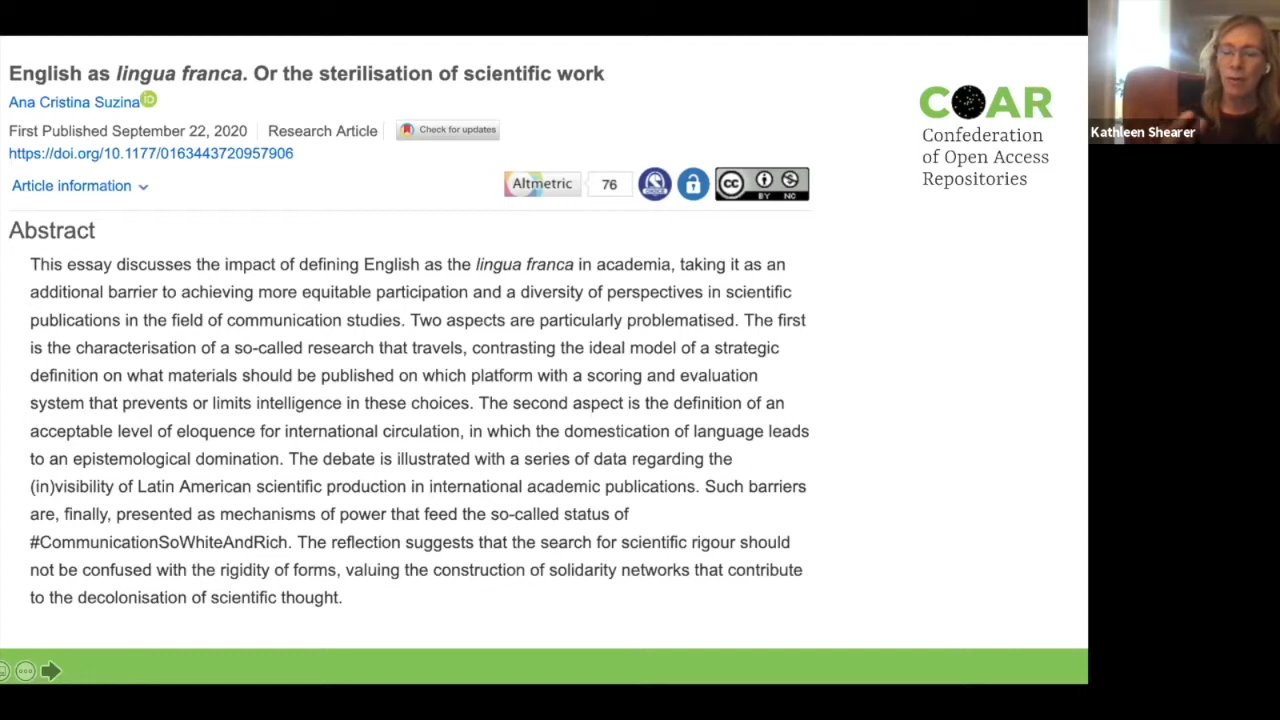 English as lingua franca. Or the sterilisation of scientific work
Ana Cristina Suzina iD
First Published September 22, 2020 Research Article Check for updates
https://doi.org/10.1177/0163443720957906
Article information
Altmetric 76
CC BY NC
Abstract
This essay discusses the impact of defining English as the lingua franca in academia, taking it as an
additional barrier to achieving more equitable participation and a diversity of perspectives in scientific
publications in the field of communication studies. Two aspects are particularly problematised. The first
is the characterisation of a so-called research that travels, contrasting the ideal model of a strategic
definition on what materials should be published on which platform with a scoring and evaluation
system that prevents or limits intelligence in these choices. The second aspect is the definition of an
acceptable level of eloquence for international circulation, in which the domestication of language leads
to an epistemological domination. The debate is illustrated with a series of data regarding the
(in)visibility of Latin American scientific production in international academic publications. Such barriers
are, finally, presented as mechanisms of power that feed the so-called status of
#CommunicationSoWhiteAndRich. The reflection suggests that the search for scientific rigour should
not be confused with the rigidity of forms, valuing the construction of solidarity networks that contribute
to the decolonisation of scientific thought.
COAR
Confederation
of Open Access
Repositories
Kathleen Shearer